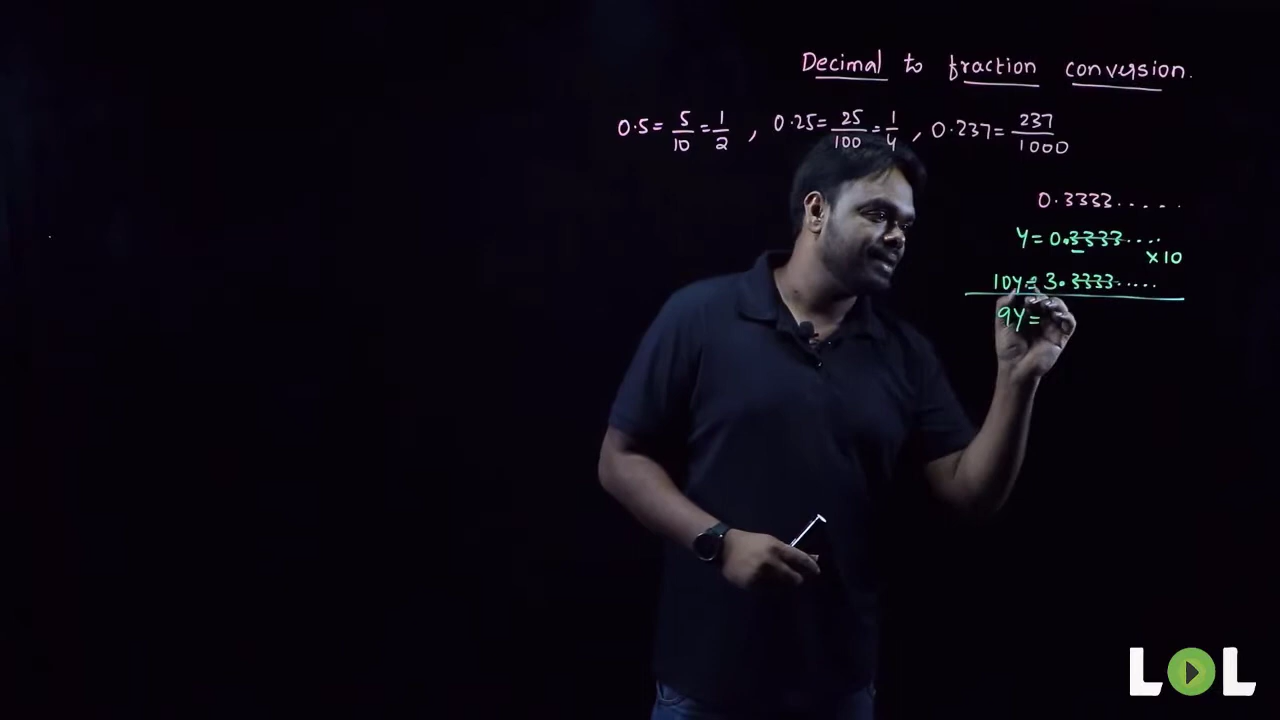 Decimal to fraction conversion.
0.5 = 5/10 = 1/2 , 0.25 = 25/100 = 1/4 , 0.237 = 237/1000
0.3333.....
y = 0.3333....
×10
10y = 3.3333.....
9y =
LOL